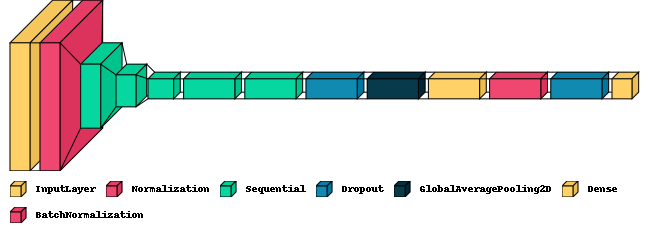 InputLayer Normalization Sequential Dropout GlobalAveragePooling2D Dense
BatchNormalization